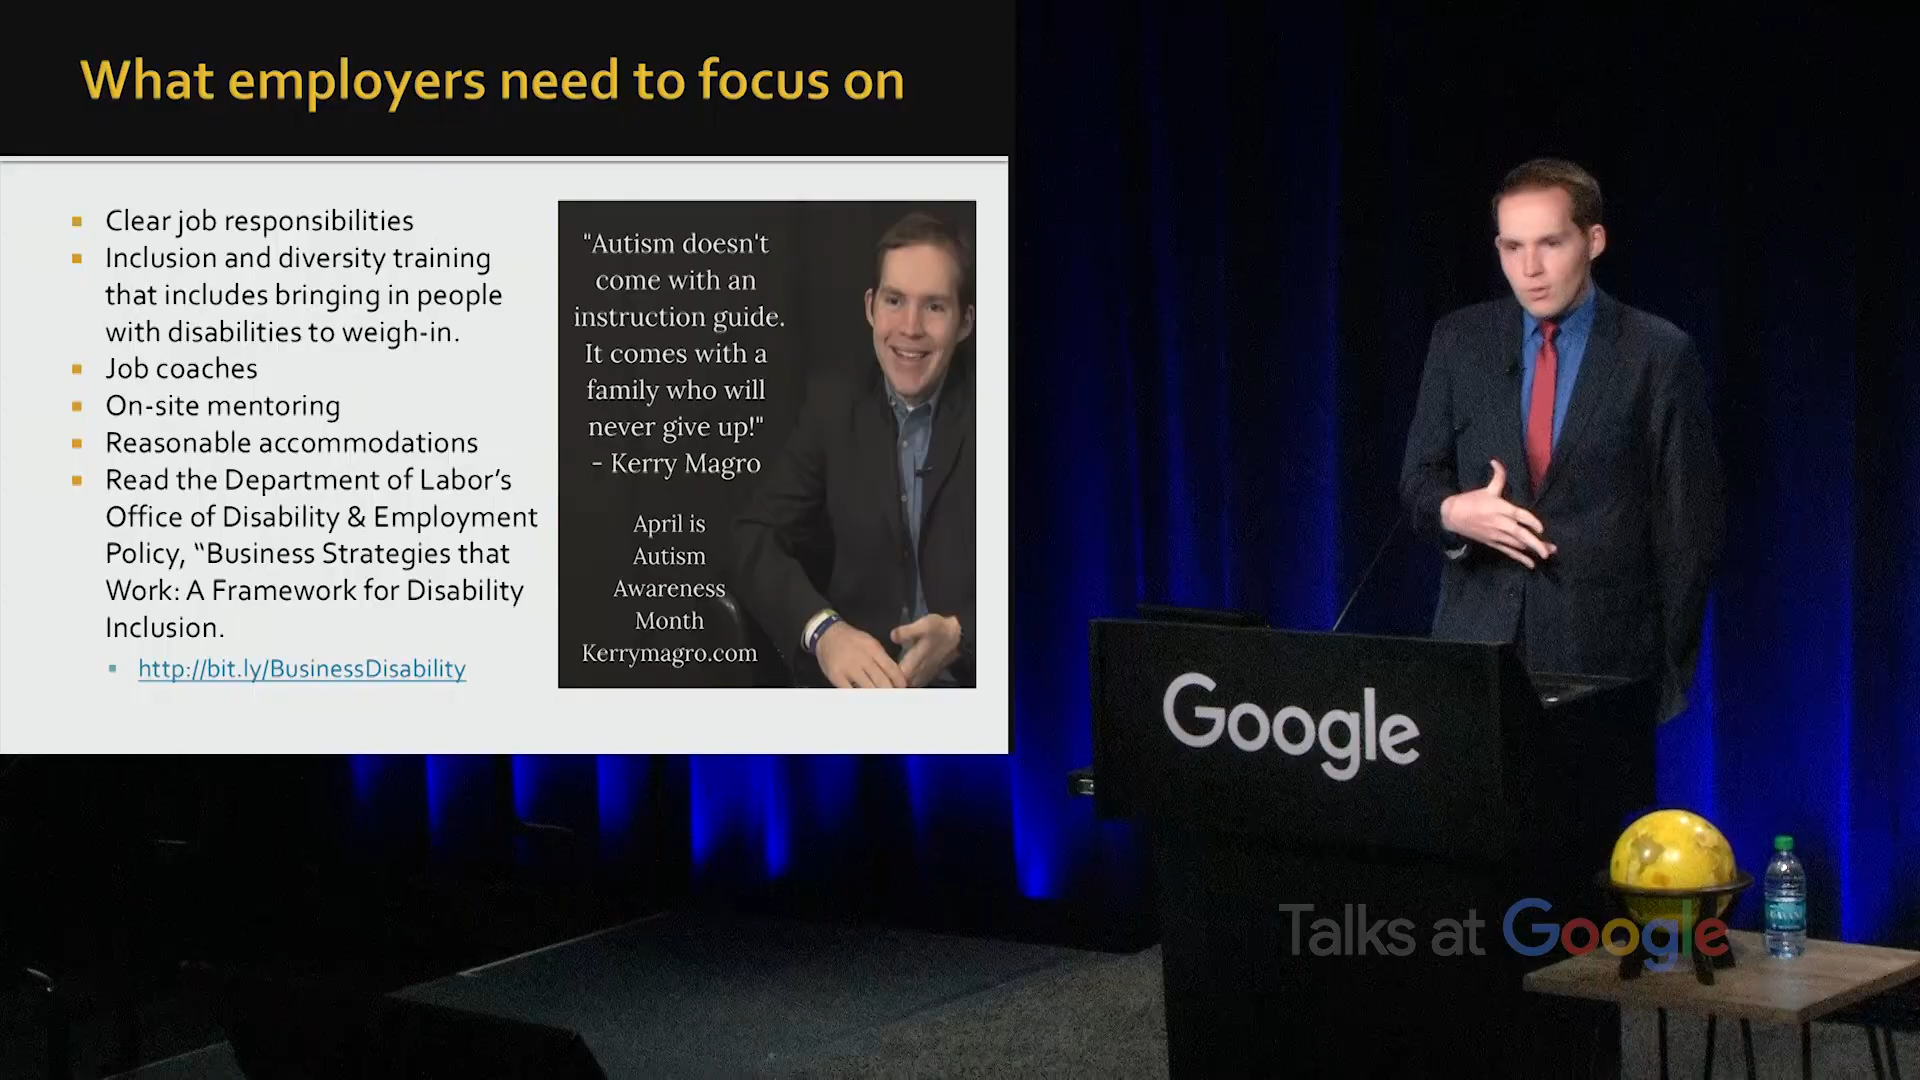 What employers need to focus on
Clear job responsibilities
Inclusion and diversity training
that includes bringing in people
with disabilities to weigh-in.
Job coaches
On-site mentoring
Reasonable accommodations
Read the Department of Labor’s
Office of Disability & Employment
Policy, “Business Strategies that
Work: A Framework for Disability
Inclusion.
http://bit.ly/BusinessDisability
"Autism doesn't
come with an
instruction guide.
It comes with a
family who will
never give up!"
- Kerry Magro
April is
Autism
Awareness
Month
Kerrymagro.com
Google
Talks at Google